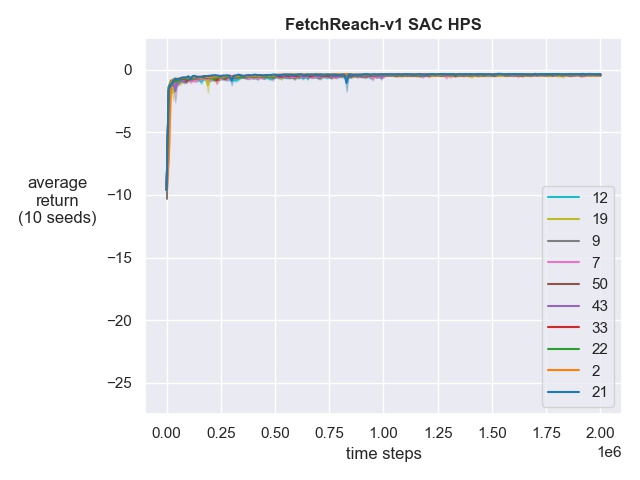 FetchReach-v1 SAC HPS
0
−5
−10
−15
−20
−25
average
return
(10 seeds)
12
19
9
7
50
43
33
22
2
21
0.00 0.25 0.50 0.75 1.00 1.25 1.50 1.75 2.00
1e6
time steps